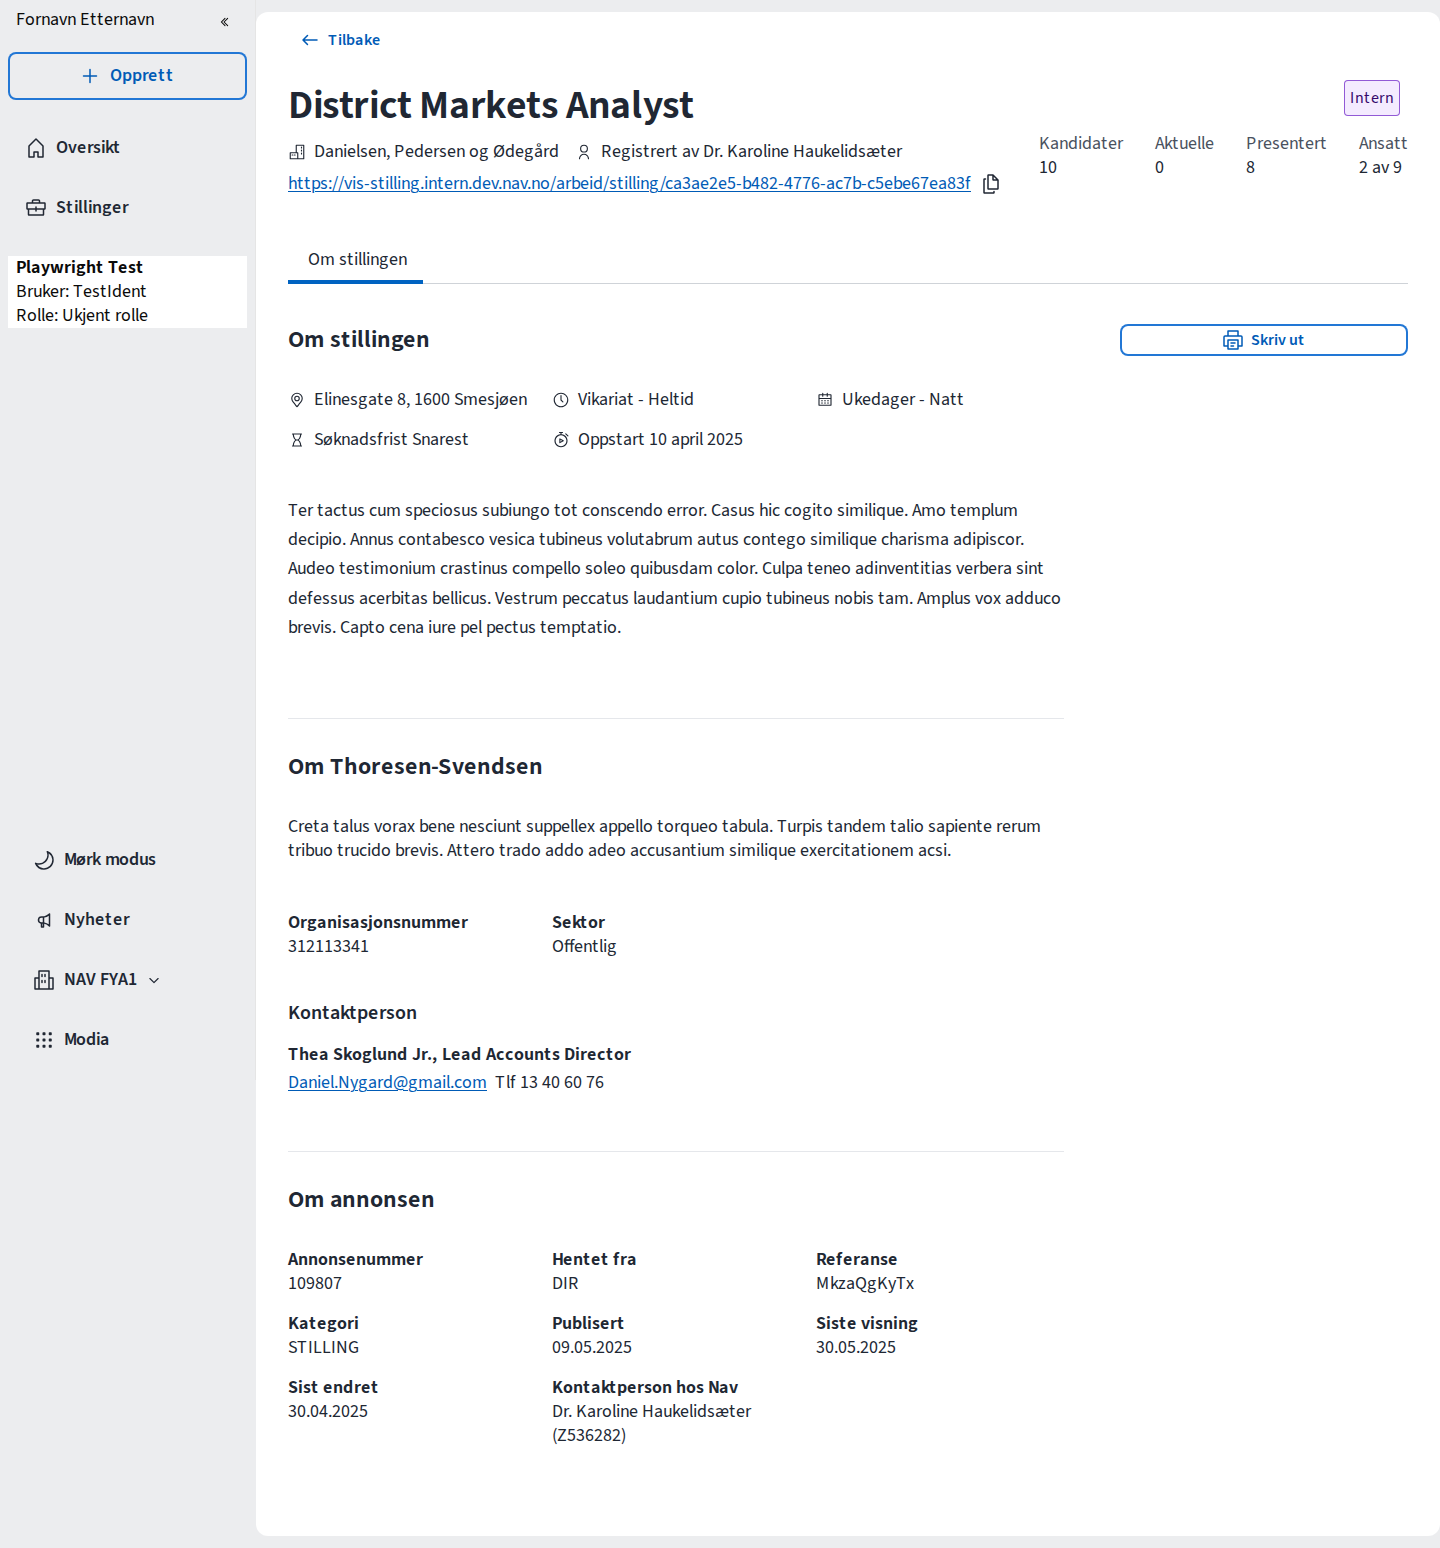 Fornavn Etternavn
Opprett
Oversikt
Stillinger
Playwright Test
Bruker: TestIdent
Rolle: Ukjent rolle
Mørk modus
Nyheter
NAV FYA1
Modia
Tilbake
District Markets Analyst
Intern
Danielsen, Pedersen og Ødegård Registrert av Dr. Karoline Haukelidsæter
https://vis-stilling.intern.dev.nav.no/arbeid/stilling/ca3ae2e5-b482-4776-ac7b-c5ebe67ea83f
Kandidater Aktuelle Presentert Ansatt
10 0 8 2 av 9
Om stillingen
Om stillingen
Skriv ut
Elinesgate 8, 1600 Smesjøen Vikariat - Heltid Ukedager - Natt
Søknadsfrist Snarest Oppstart 10 april 2025
Ter tactus cum speciosus subiungo tot conscendo error. Casus hic cogito similique. Amo templum
decipio. Annus contabesco vesica tubineus volutabrum autus contego similique charisma adipiscor.
Audeo testimonium crastinus compello soleo quibusdam color. Culpa teneo adinventitias verbera sint
defessus acerbitas bellicus. Vestrum peccatus laudantium cupio tubineus nobis tam. Amplus vox adduco
brevis. Capto cena iure pel pectus temptatio.
Om Thoresen-Svendsen
Creta talus vorax bene nesciunt suppellex appello torqueo tabula. Turpis tandem talio sapiente rerum
tribuo trucido brevis. Attero trado addo adeo accusantium similique exercitationem acsi.
Organisasjonsnummer Sektor
312113341 Offentlig
Kontaktperson
Thea Skoglund Jr., Lead Accounts Director
Daniel.Nygard@gmail.com Tlf 13 40 60 76
Om annonsen
Annonsenummer Hentet fra Referanse
109807 DIR MkzaQgKyTx
Kategori Publisert Siste visning
STILLING 09.05.2025 30.05.2025
Sist endret Kontaktperson hos Nav
30.04.2025 Dr. Karoline Haukelidsæter
(Z536282)